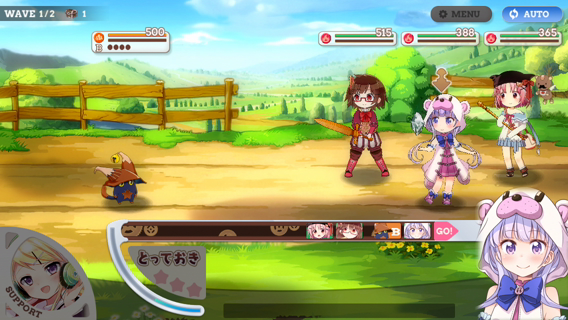 WAVE 1/2 1
MENU
AUTO
500
B
515
388
365
B
GO!
とっておき
SUPPORT